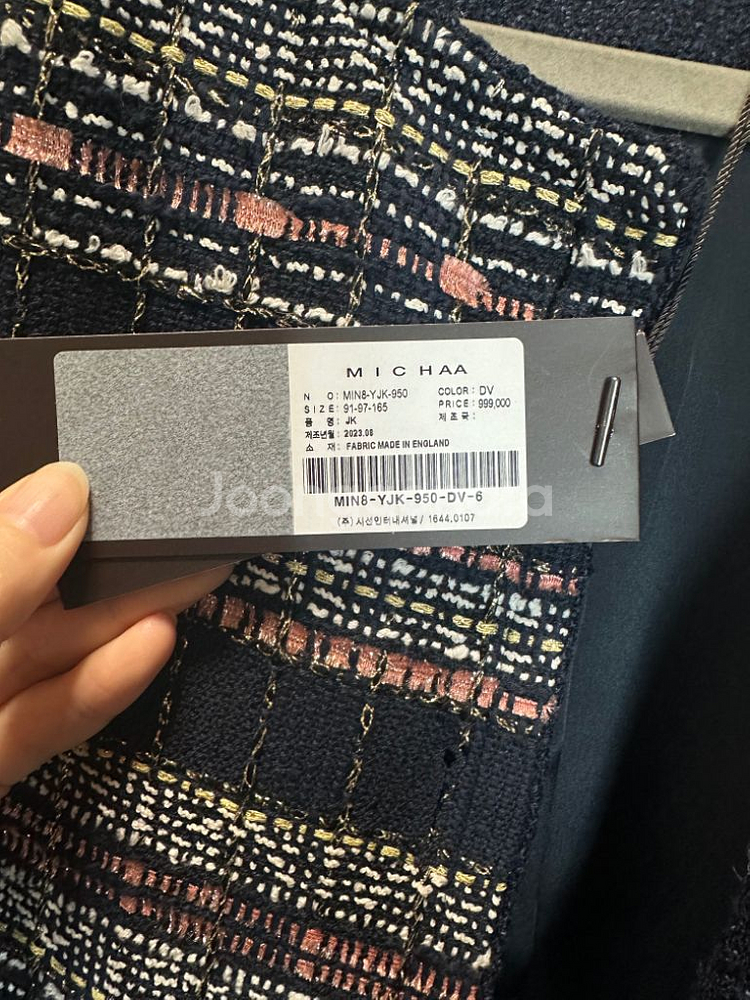 MICHAA
N O: MIN8-YJK-950 COLOR: DV
SIZE: 91-97-165 PRICE: 999,000
품 명: JK 제 조 국:
제조년월: 2023.08
소 재: FABRIC MADE IN ENGLAND
MIN8-YJK-950-DV-6
(주) 시선인터내셔널/ 1644.0107